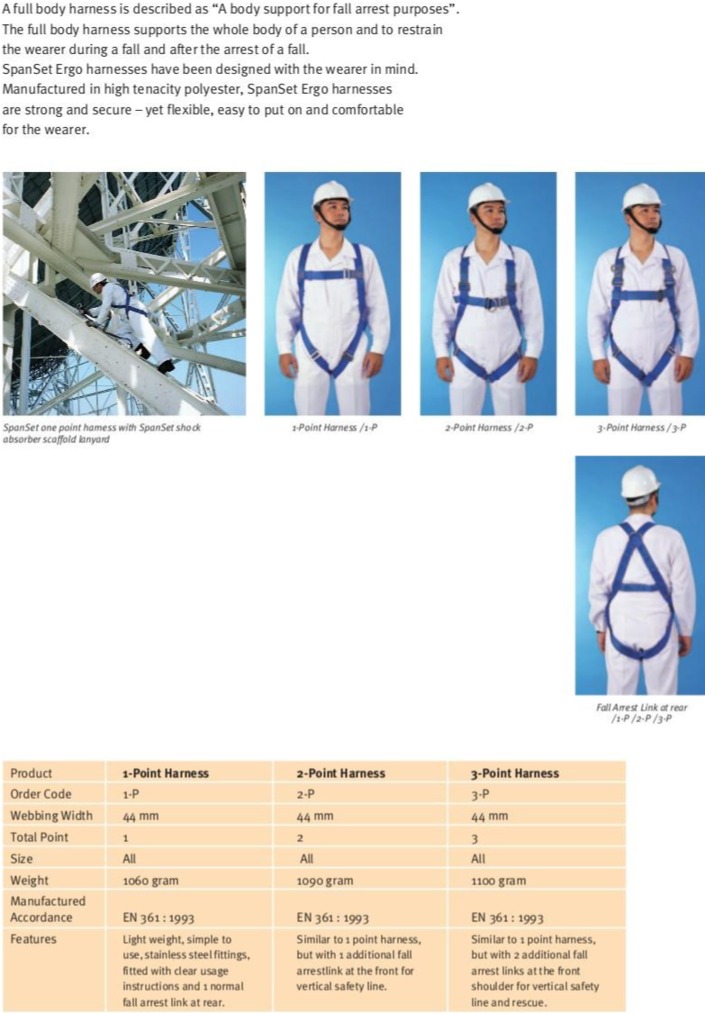 A full body harness is described as “A body support for fall arrest purposes”.
The full body harness supports the whole body of a person and to restrain
the wearer during a fall and after the arrest of a fall.
SpanSet Ergo harnesses have been designed with the wearer in mind.
Manufactured in high tenacity polyester, SpanSet Ergo harnesses
are strong and secure – yet flexible, easy to put on and comfortable
for the wearer.
SpanSet one point harness with SpanSet shock
absorber scaffold lanyard
1-Point Harness /1-P
2-Point Harness /2-P
3-Point Harness /3-P
Fall Arrest Link at rear
/1-P /2-P /3-P
Product 1-Point Harness 2-Point Harness 3-Point Harness
Order Code 1-P 2-P 3-P
Webbing Width 44 mm 44 mm 44 mm
Total Point 1 2 3
Size All All All
Weight 1060 gram 1090 gram 1100 gram
Manufactured
Accordance EN 361 : 1993 EN 361 : 1993 EN 361 : 1993
Features Light weight, simple to Similar to 1 point harness, Similar to 1 point harness,
use, stainless steel fittings, but with 1 additional fall but with 2 additional fall
fitted with clear usage arrestlink at the front for arrest links at the front
instructions and 1 normal vertical safety line. shoulder for vertical safety
fall arrest link at rear. line and rescue.